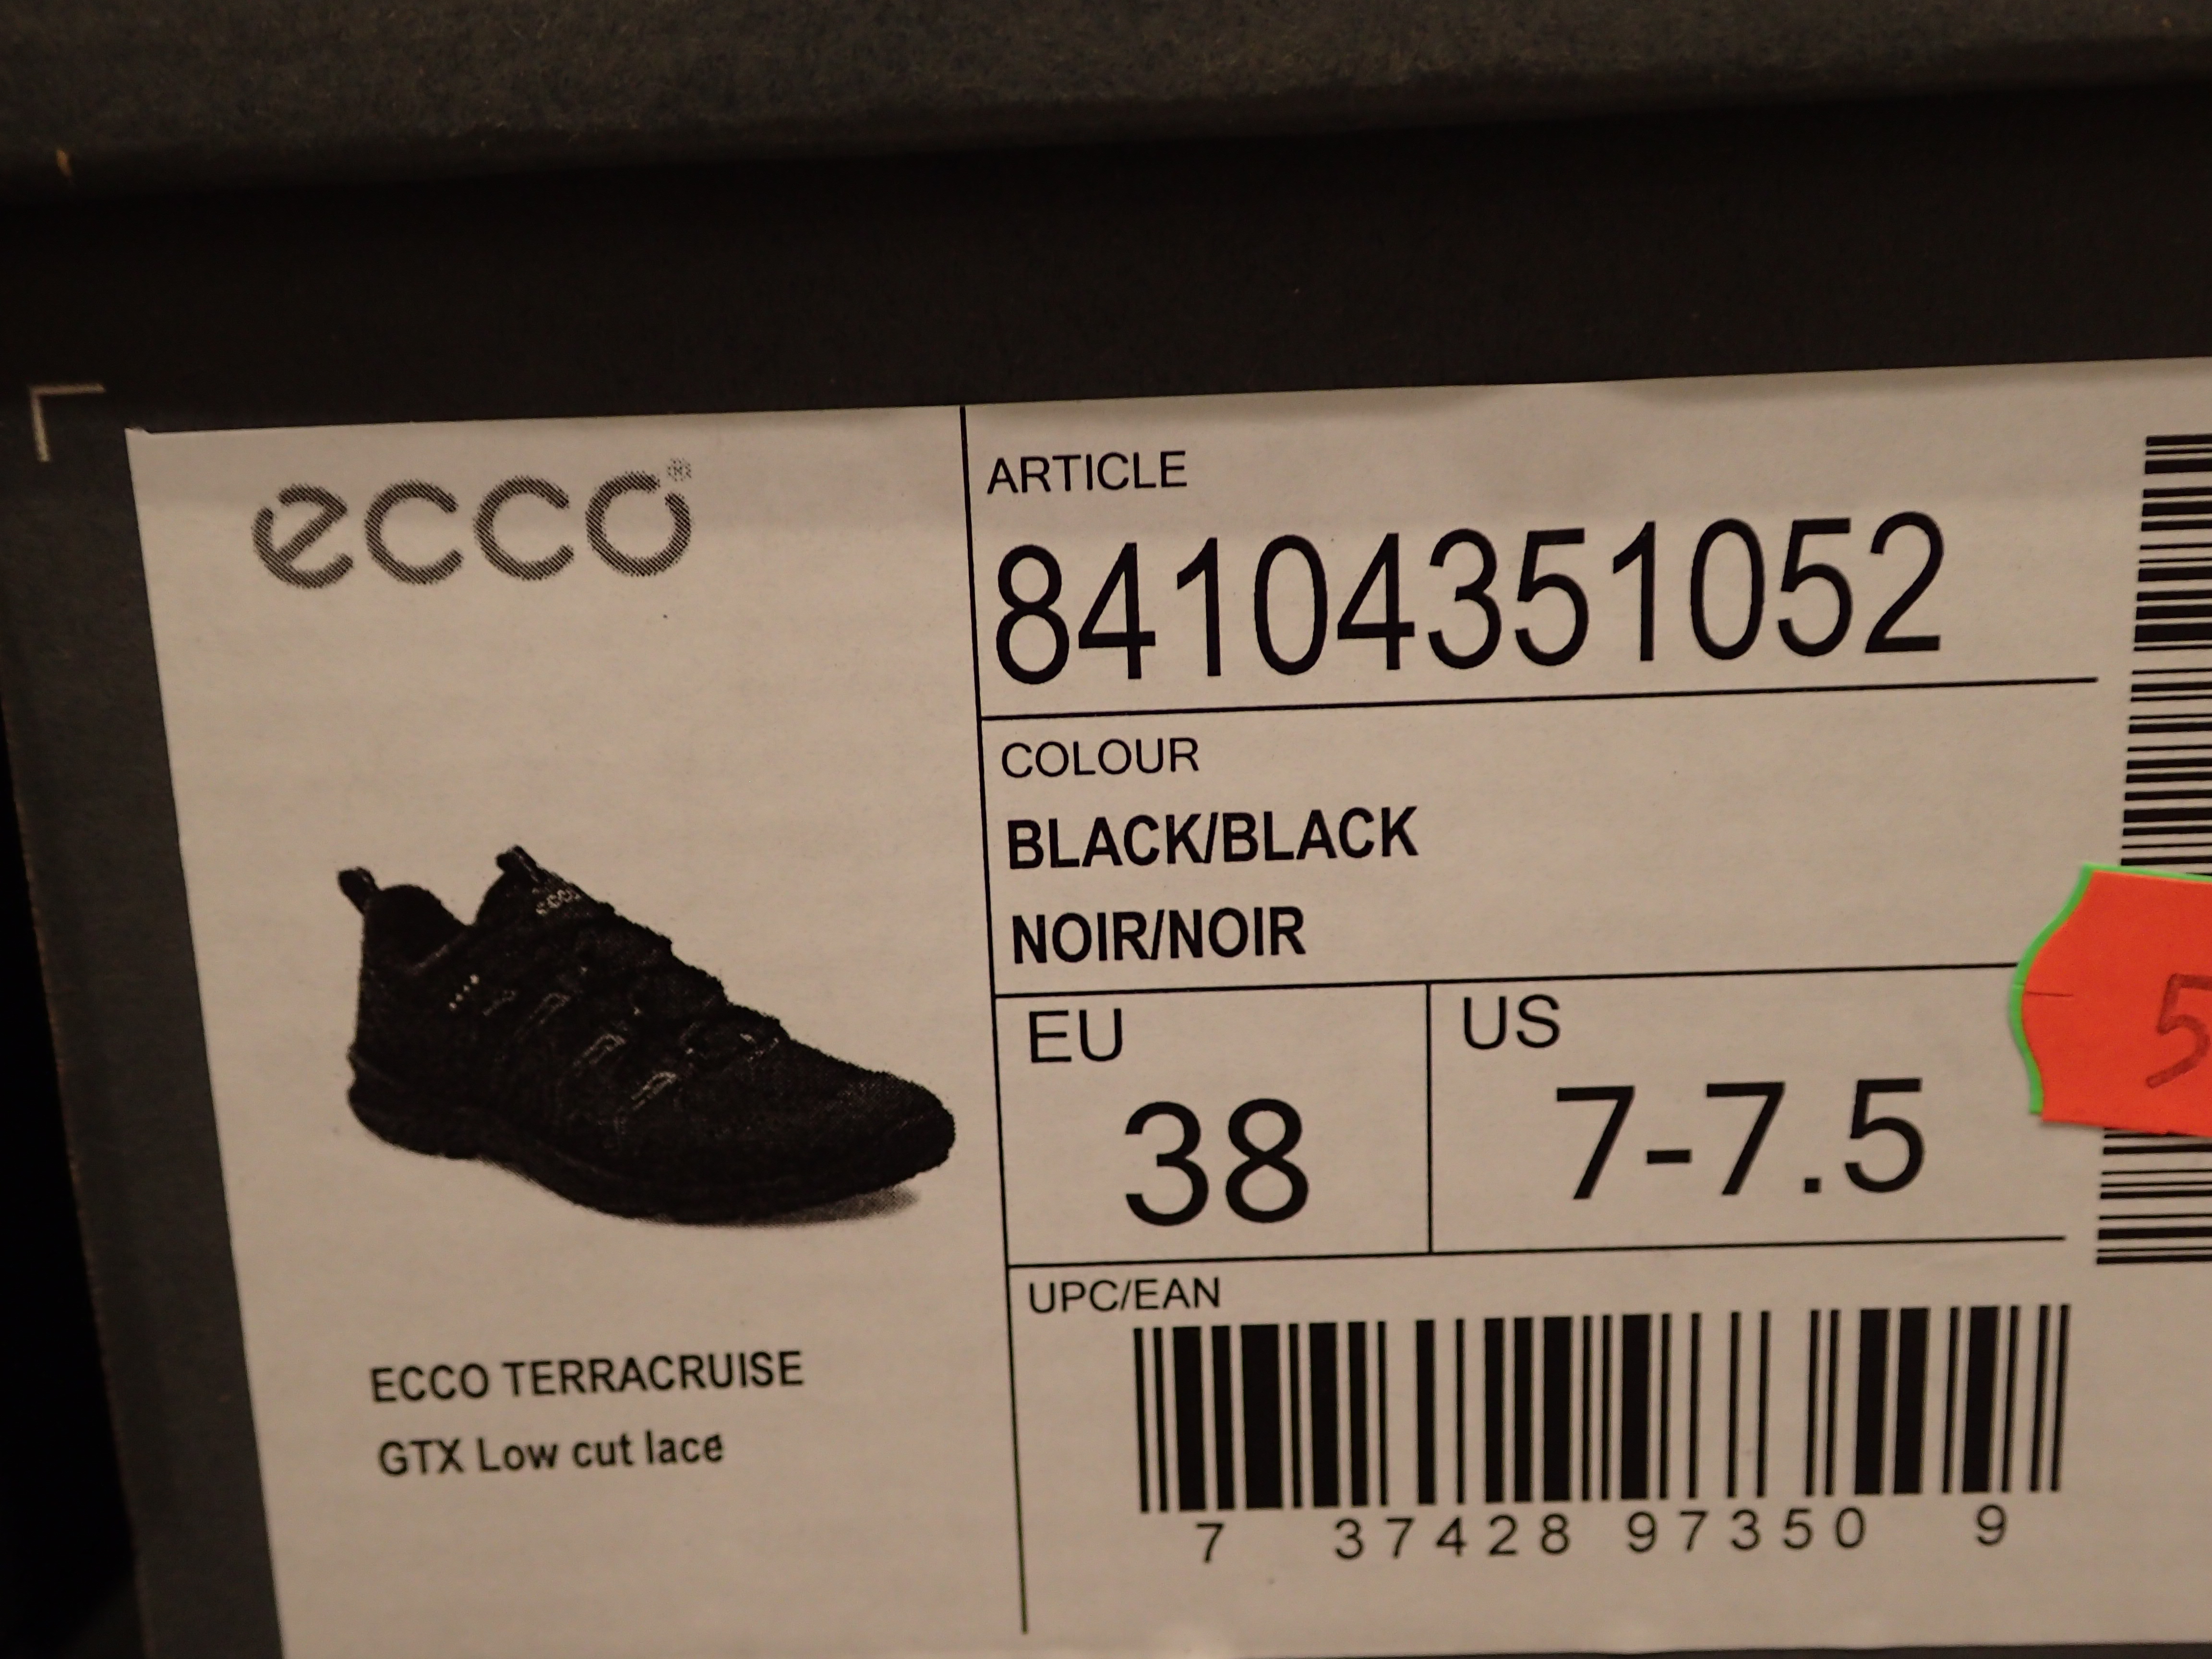 ecco®
ARTICLE
84104351052
COLOUR
BLACK/BLACK
NOIR/NOIR
EU
38
US
7-7.5
UPC/EAN
7 37428 97350 9
ECCO TERRACRUISE
GTX Low cut lace
5